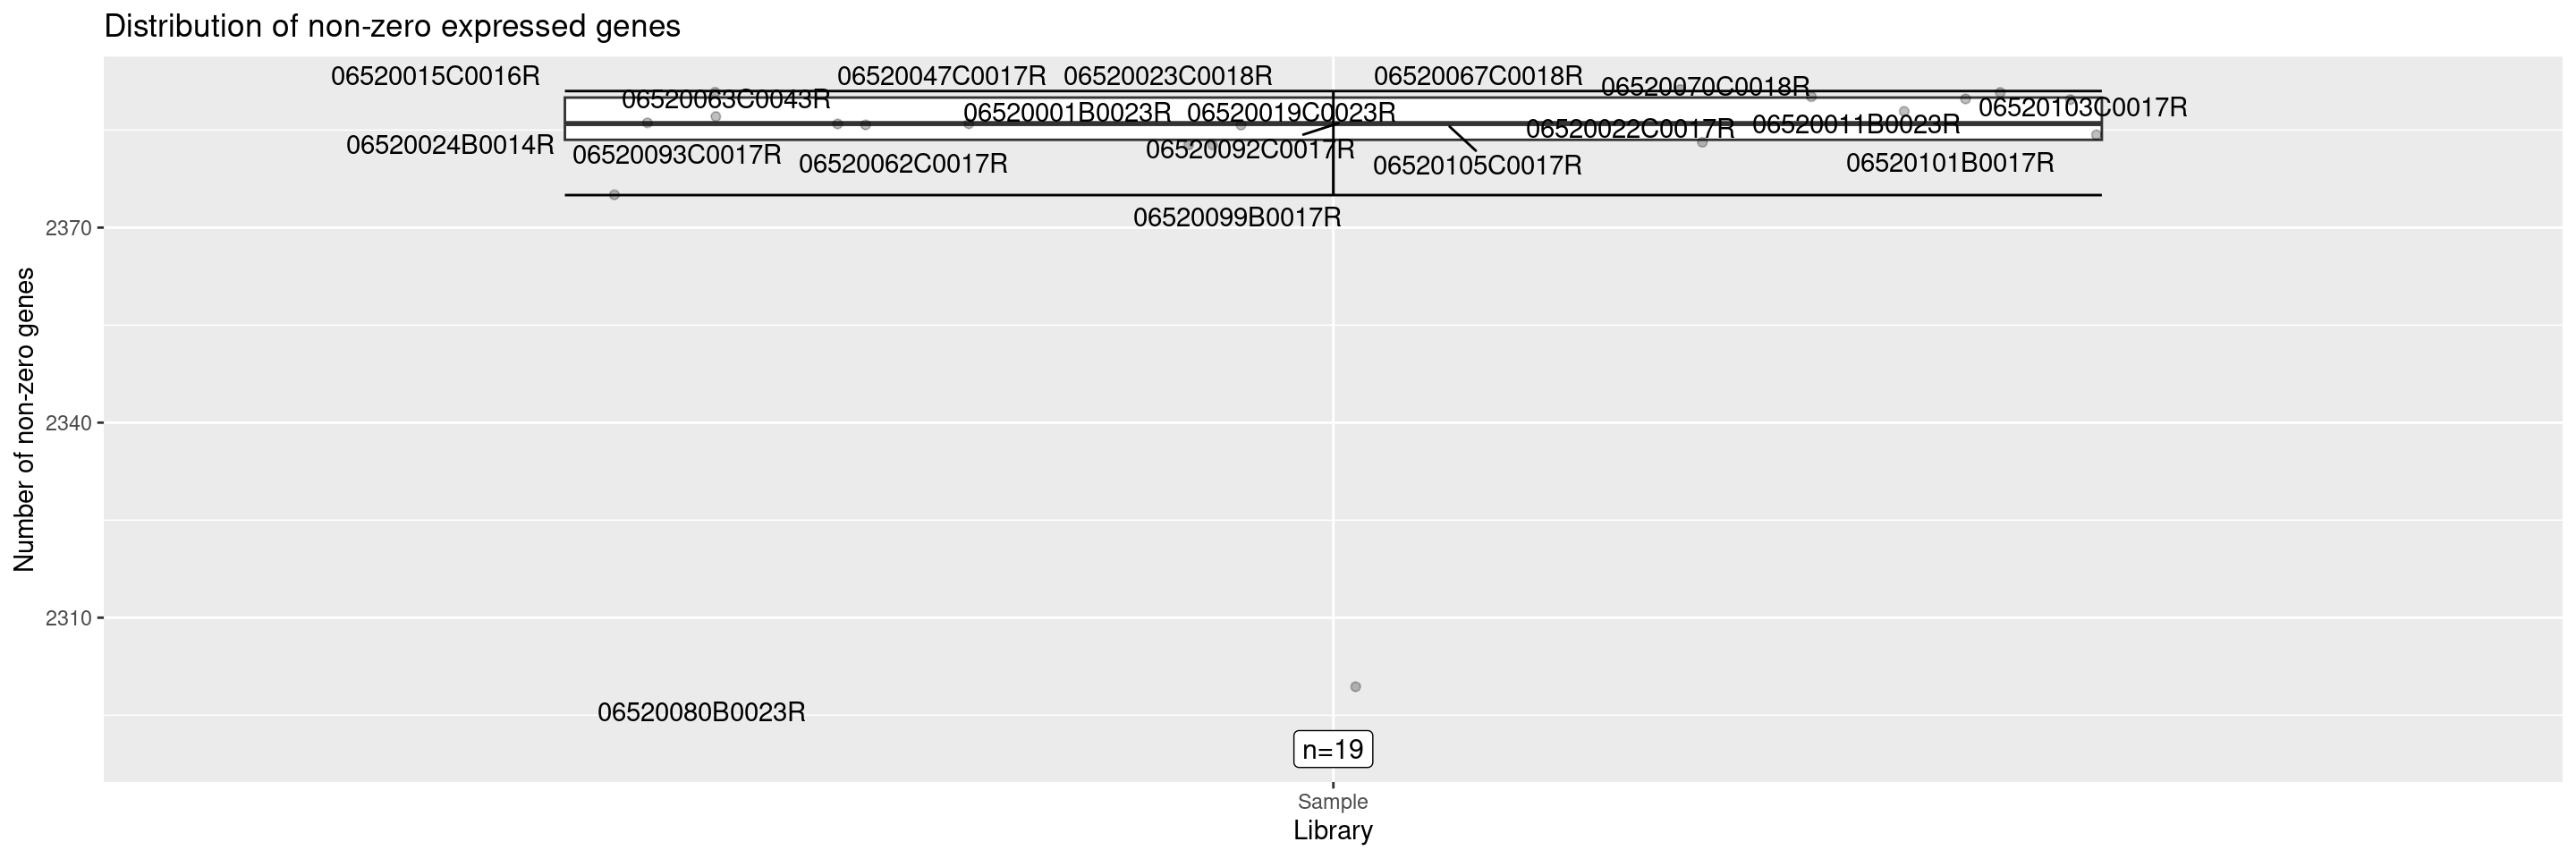 Distribution of non-zero expressed genes
06520015C0016R
06520047C0017R
06520023C0018R
06520067C0018R
06520070C0018R
06520063C0043R
06520001B0023R
06520019C0023R
06520103C0017R
06520022C0017R
06520011B0023R
06520024B0014R
06520093C0017R
06520062C0017R
06520092C0017R
06520105C0017R
06520101B0017R
06520099B0017R
2370
2340
2310
Number of non-zero genes
06520080B0023R
n=19
Sample
Library